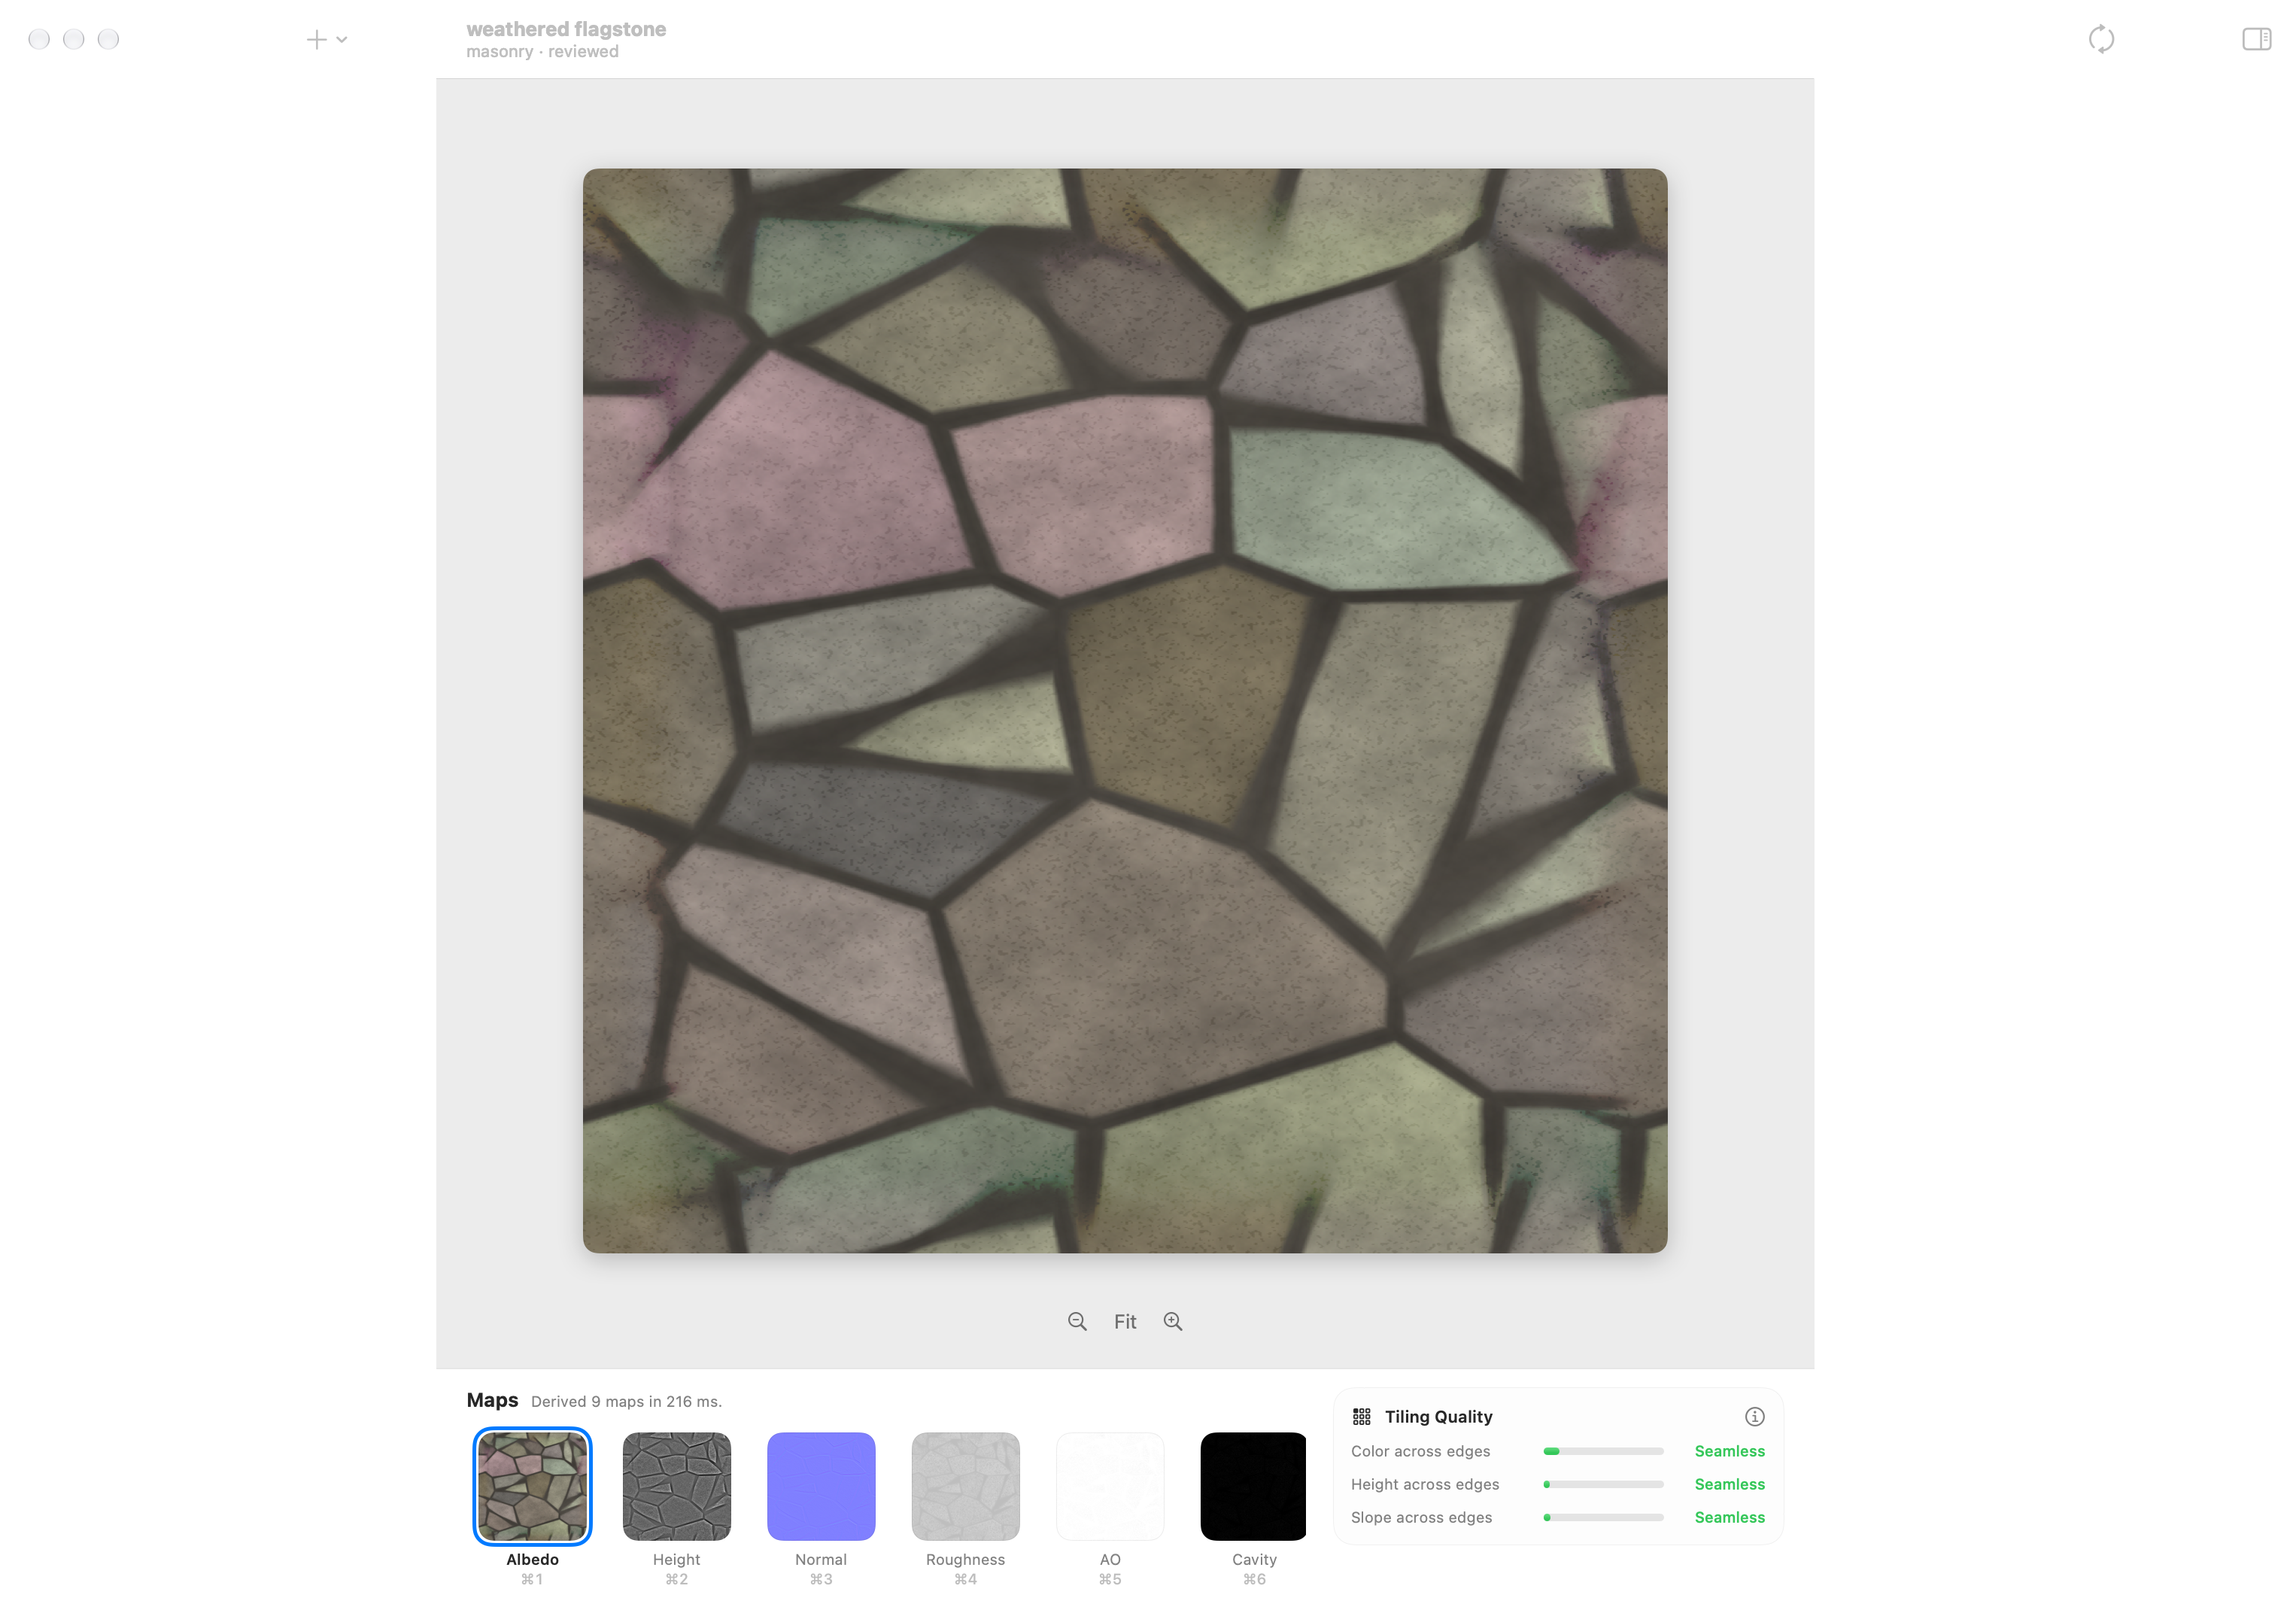 weathered flagstone
masonry · reviewed
Fit
Maps Derived 9 maps in 216 ms.
Albedo
⌘1
Height
⌘2
Normal
⌘3
Roughness
⌘4
AO
⌘5
Cavity
⌘6
Tiling Quality
Color across edges Seamless
Height across edges Seamless
Slope across edges Seamless